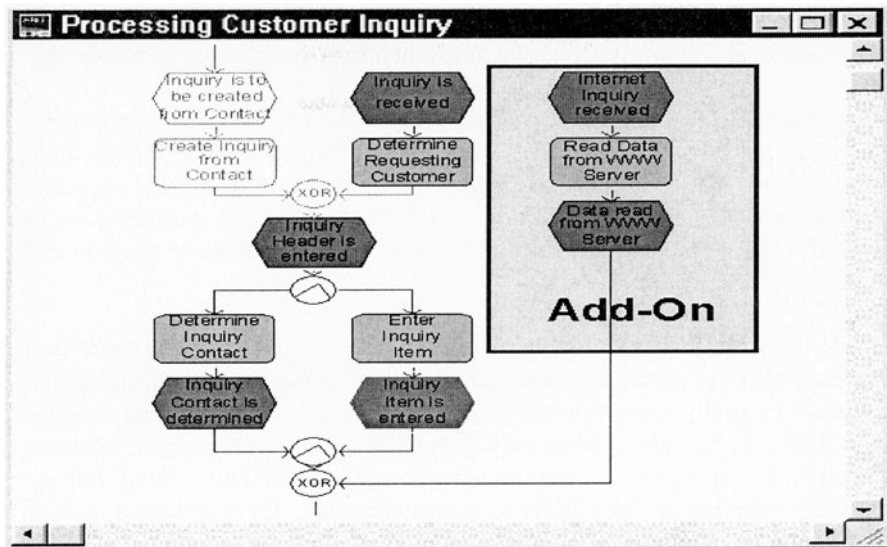 Processing Customer Inquiry
Inquiry is to
be created
from Contact
Inquiry is
received
Internet
Inquiry
received
Create Inquiry
from
Contact
Determine
Requesting
Customer
Read Data
from WWW
Server
XOR
Inquiry
Header is
entered
Data read
from WWW
Server
Add-On
Determine
Inquiry
Contact
Enter
Inquiry
Item
Inquiry
Contact is
determined
Inquiry
Item is
entered
XOR